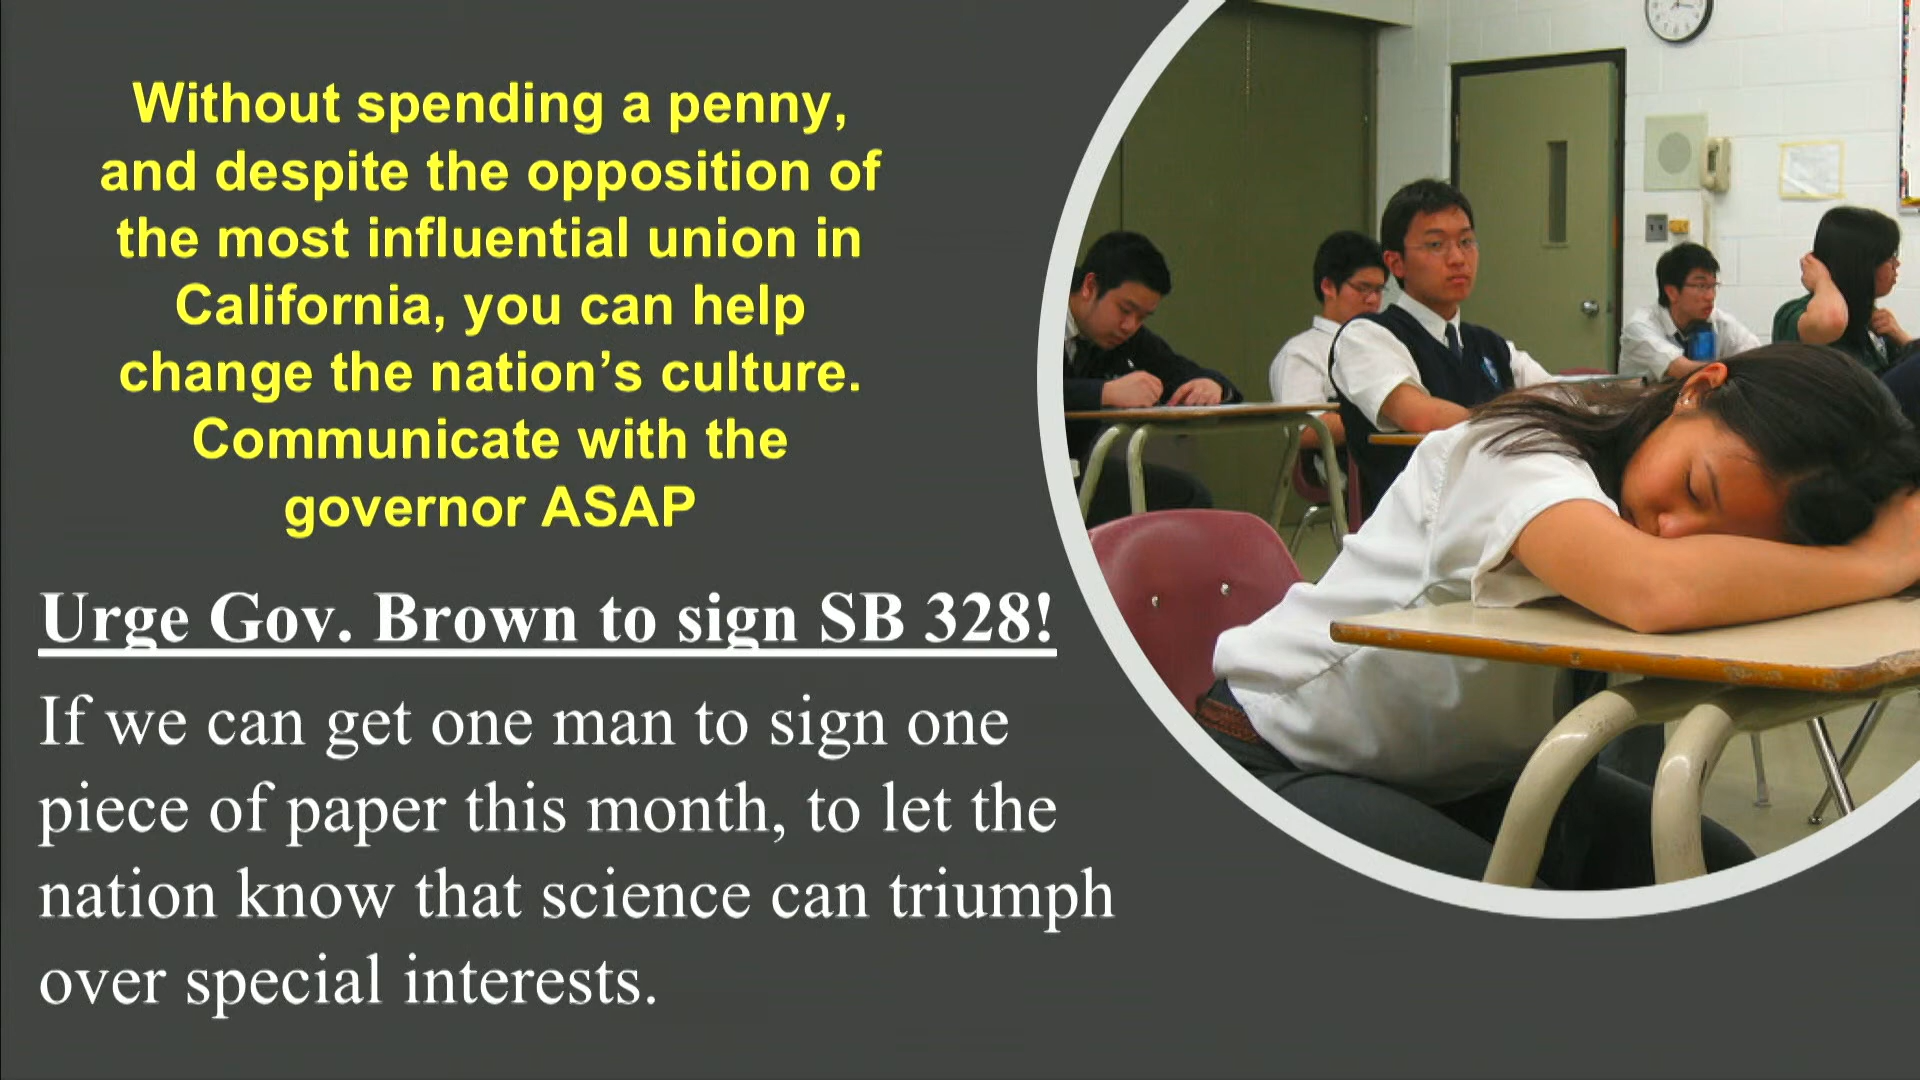 Without spending a penny,
and despite the opposition of
the most influential union in
California, you can help
change the nation’s culture.
Communicate with the
governor ASAP
Urge Gov. Brown to sign SB 328!
If we can get one man to sign one
piece of paper this month, to let the
nation know that science can triumph
over special interests.